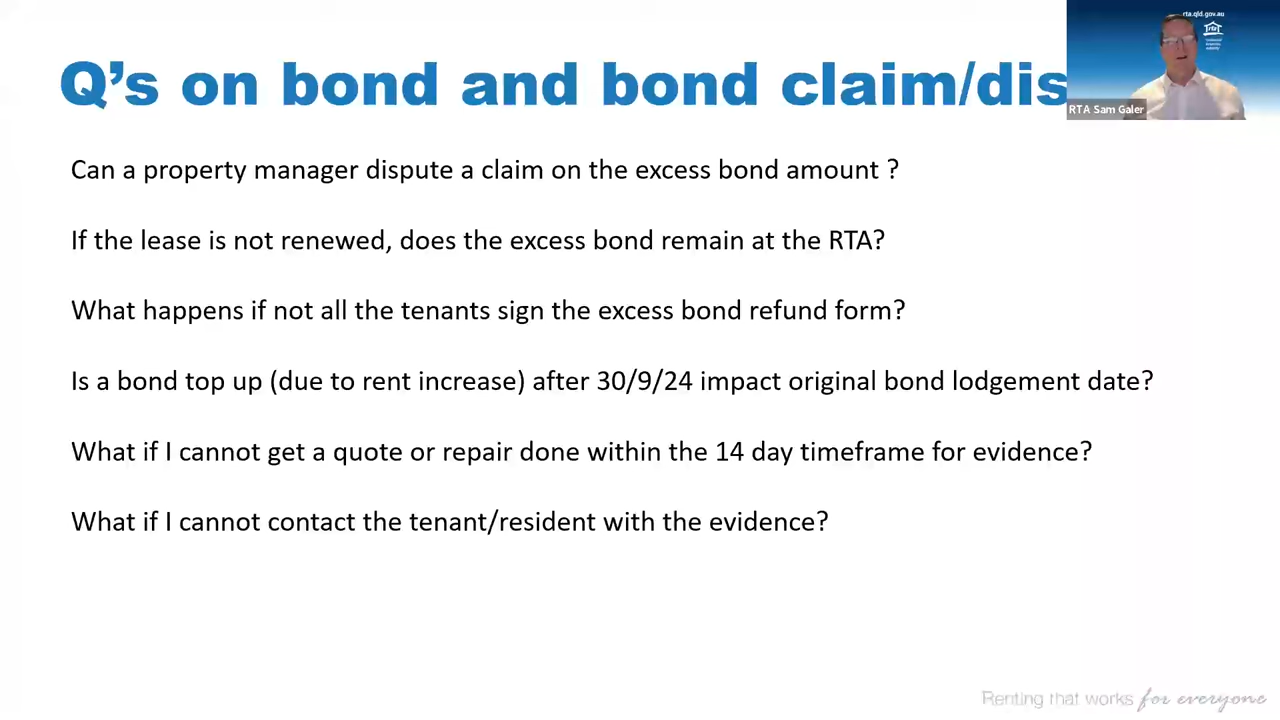 Q's on bond and bond claim/dis
rta.qld.gov.au
rta
RTA Sam Galer
Can a property manager dispute a claim on the excess bond amount ?
If the lease is not renewed, does the excess bond remain at the RTA?
What happens if not all the tenants sign the excess bond refund form?
Is a bond top up (due to rent increase) after 30/9/24 impact original bond lodgement date?
What if I cannot get a quote or repair done within the 14 day timeframe for evidence?
What if I cannot contact the tenant/resident with the evidence?
Renting that works for everyone